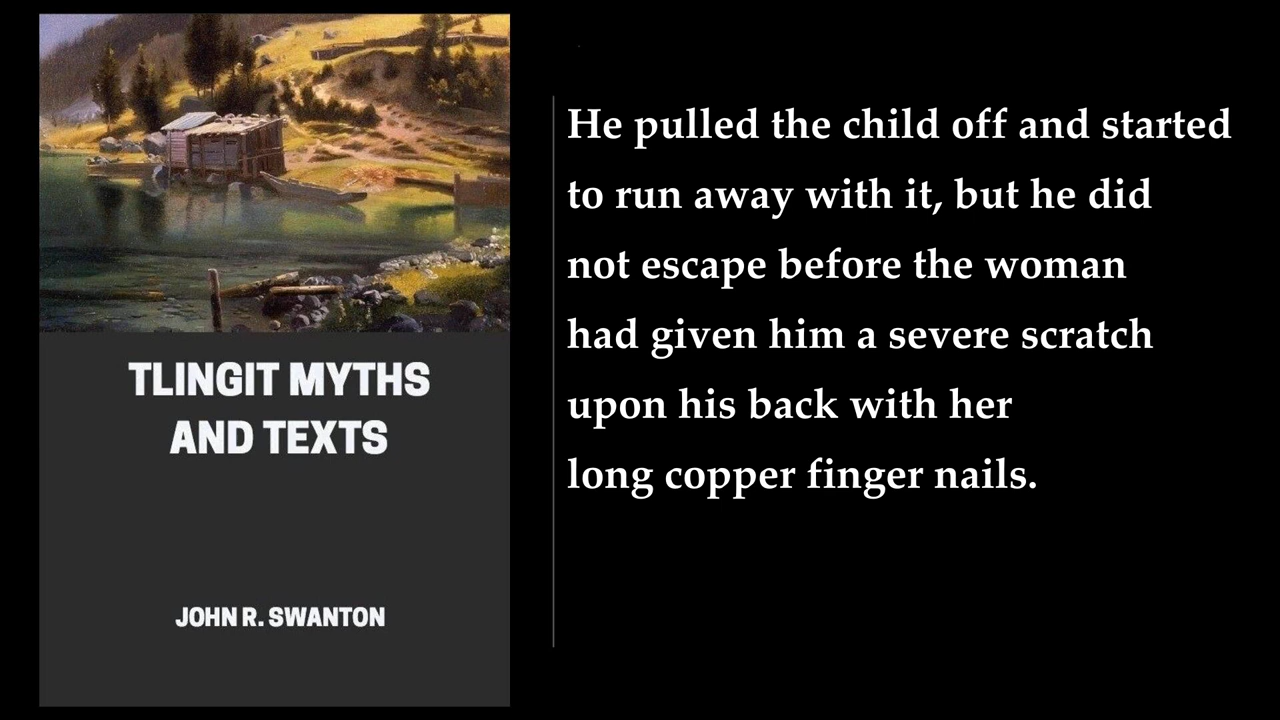 TLINGIT MYTHS
AND TEXTS
JOHN R. SWANTON
He pulled the child off and started
to run away with it, but he did
not escape before the woman
had given him a severe scratch
upon his back with her
long copper finger nails.